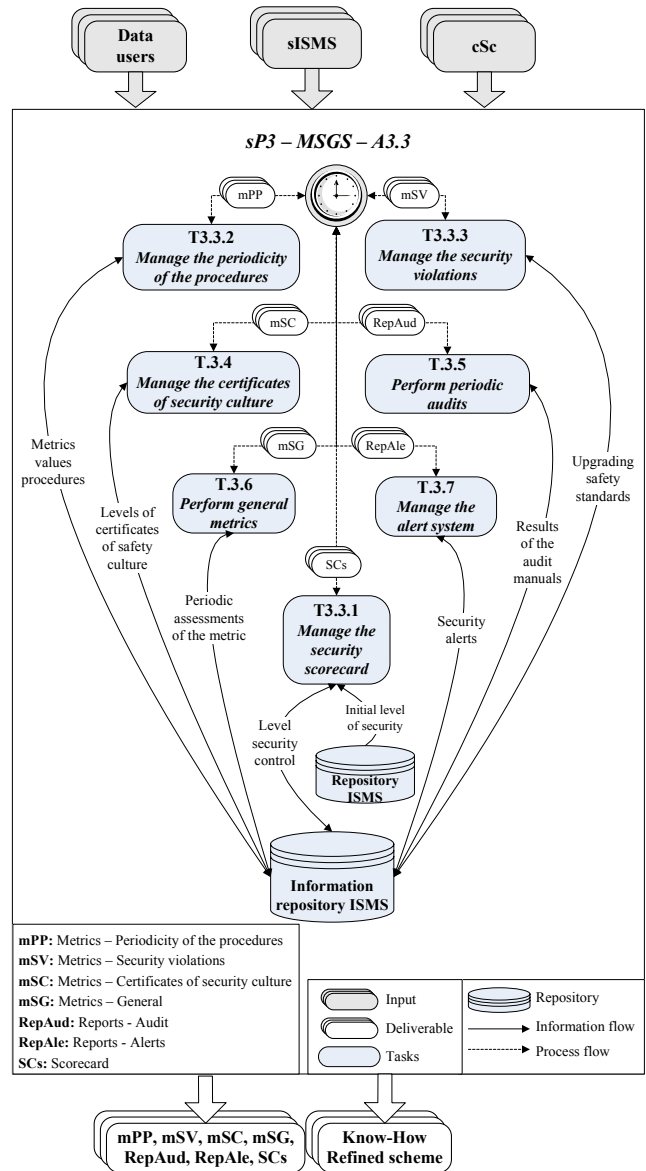 Data
users
sISMS
cSc
sP3 – MSGS – A3.3
mPP
mSV
T3.3.2
Manage the periodicity
of the procedures
T3.3.3
Manage the security
violations
mSC
RepAud
T.3.4
Manage the certificates
of security culture
T.3.5
Perform periodic
audits
Metrics
values
procedures
mSG
RepAle
Upgrading
safety
standards
T.3.6
Perform general
metrics
T.3.7
Manage the
alert system
Levels of
certificates
of safety
culture
Results
of the
audit
manuals
SCs
Periodic
assessments
of the metric
T3.3.1
Manage the
security
scorecard
Security
alerts
Level
security
control
Initial level
of security
Repository
ISMS
Information
repository ISMS
mPP: Metrics – Periodicity of the procedures
mSV: Metrics – Security violations
mSC: Metrics – Certificates of security culture
mSG: Metrics – General
RepAud: Reports - Audit
RepAle: Reports - Alerts
SCs: Scorecard
Input
Deliverable
Tasks
Repository
Information flow
Process flow
mPP, mSV, mSC, mSG,
RepAud, RepAle, SCs
Know-How
Refined scheme